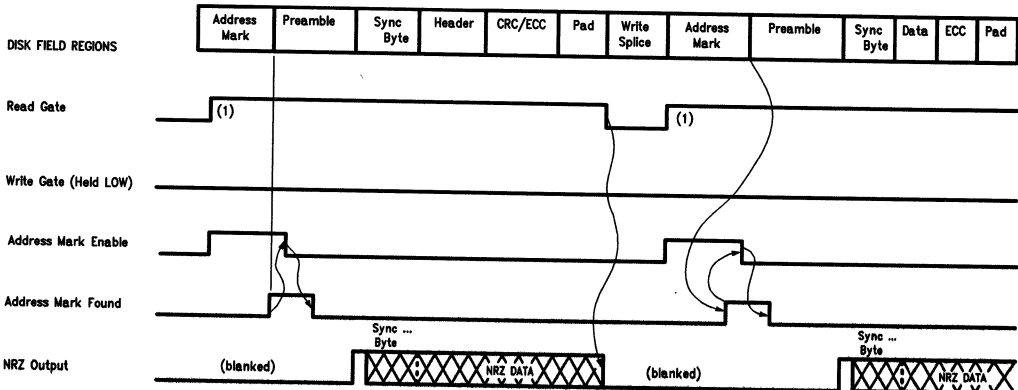 DISK FIELD REGIONS
Address Mark
Preamble
Sync Byte
Header
CRC/ECC
Pad
Write Splice
Address Mark
Preamble
Sync Byte
Data
ECC
Pad
Read Gate
(1)
(1)
Write Gate (Held LOW)
Address Mark Enable
Address Mark Found
Sync ...
Byte
Sync ...
Byte
NRZ Output
(blanked)
NRZ DATA
(blanked)
NRZ DATA